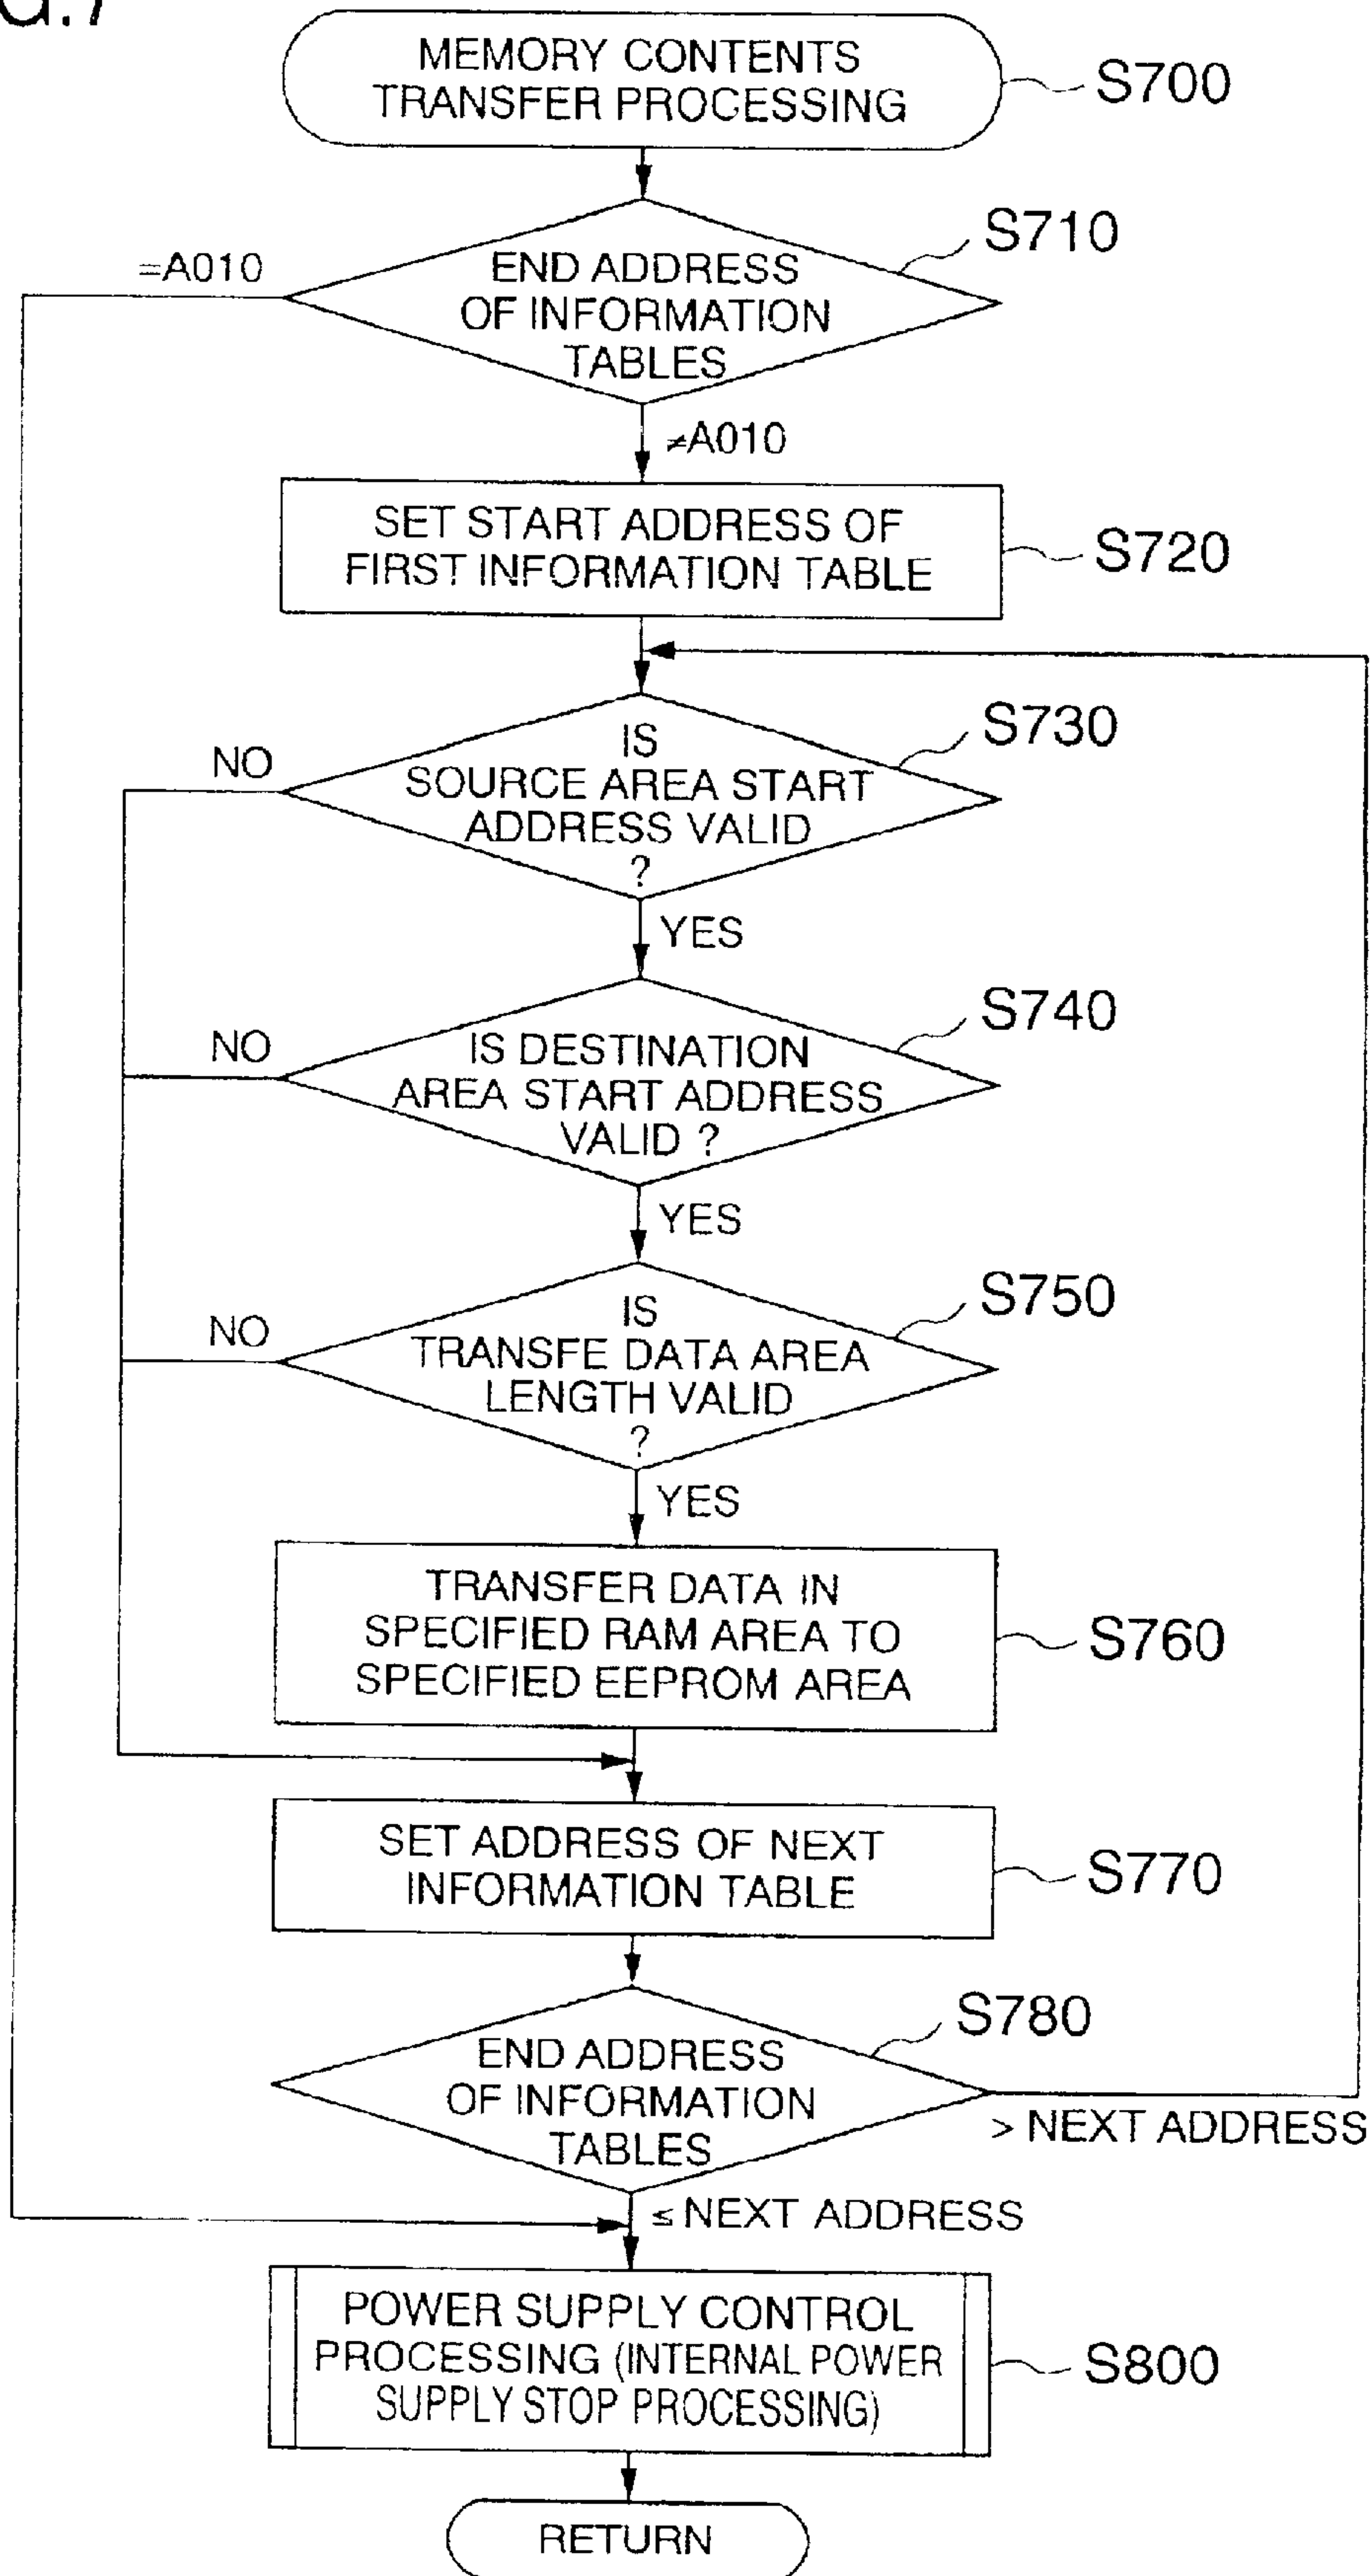 G.7
MEMORY CONTENTS
TRANSFER PROCESSING
S700
S710
=A010
END ADDRESS
OF INFORMATION
TABLES
≠A010
SET START ADDRESS OF
FIRST INFORMATION TABLE
S720
S730
NO
IS
SOURCE AREA START
ADDRESS VALID
?
YES
S740
NO
IS DESTINATION
AREA START ADDRESS
VALID ?
YES
S750
NO
IS
TRANSFE DATA AREA
LENGTH VALID
?
YES
TRANSFER DATA IN
SPECIFIED RAM AREA TO
SPECIFIED EEPROM AREA
S760
SET ADDRESS OF NEXT
INFORMATION TABLE
S770
S780
END ADDRESS
OF INFORMATION
TABLES
> NEXT ADDRESS
≤ NEXT ADDRESS
POWER SUPPLY CONTROL
PROCESSING (INTERNAL POWER
SUPPLY STOP PROCESSING)
S800
RETURN